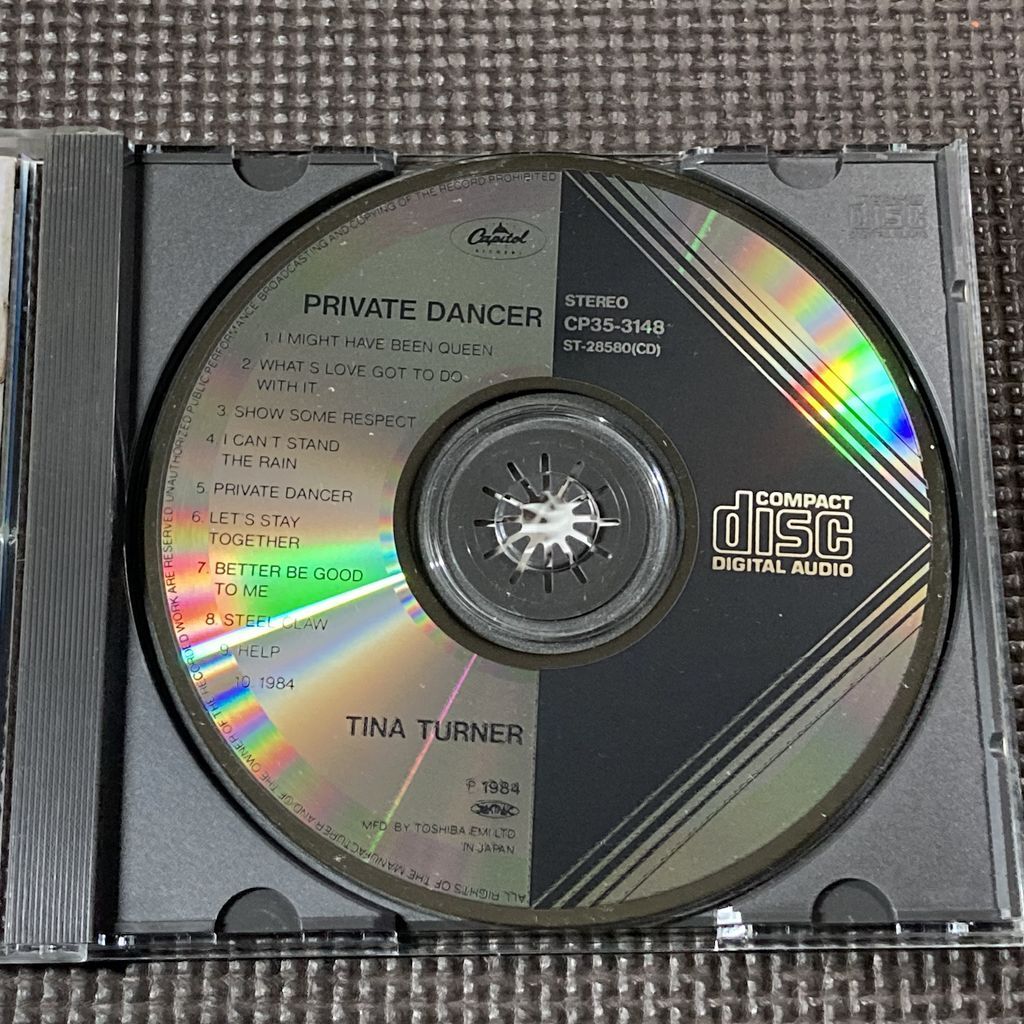 Capitol
RECORDS
PRIVATE DANCER
1. I MIGHT HAVE BEEN QUEEN
2. WHAT S LOVE GOT TO DO
WITH IT
3. SHOW SOME RESPECT
4. I CAN T STAND
THE RAIN
5. PRIVATE DANCER
6. LET'S STAY
TOGETHER
7. BETTER BE GOOD
TO ME
8. STEEL CLAW
9. HELP
10. 1984
TINA TURNER
℗ 1984
MFD. BY TOSHIBA EMI LTD
IN JAPAN
STEREO
CP35-3148
ST-28580(CD)
COMPACT
disc
DIGITAL AUDIO
ALL RIGHTS OF THE MANUFACTURER AND OF THE OWNER OF THE RECORDED WORK ARE RESERVED UNAUTHORIZED PUBLIC PERFORMANCE BROADCASTING AND COPYING OF THE RECORD PROHIBITED
disc